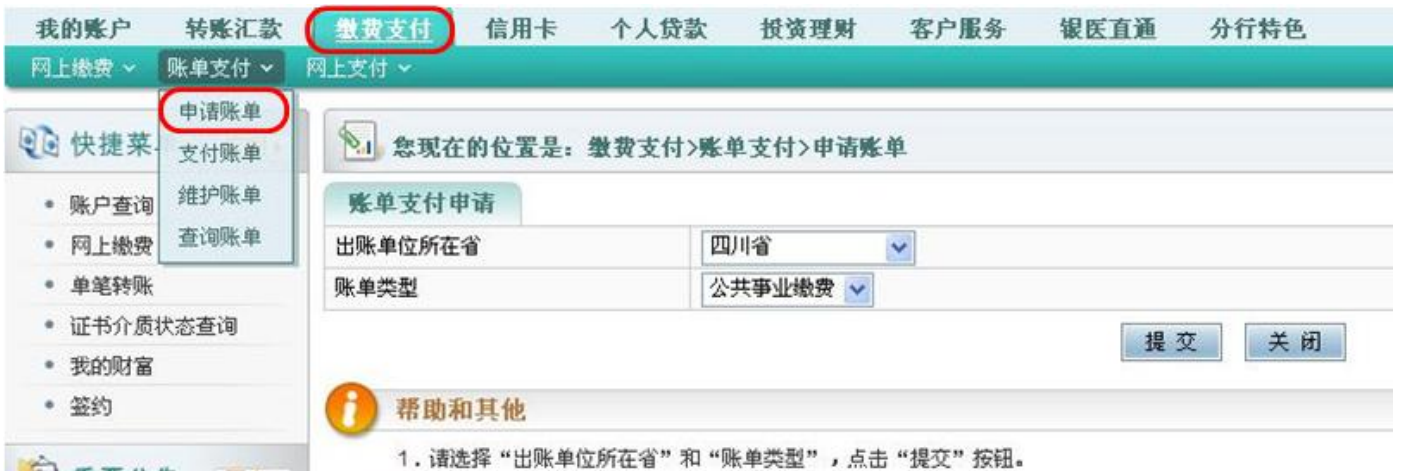 我的账户 转账汇款 缴费支付 信用卡 个人贷款 投资理财 客户服务 银医直通 分行特色
网上缴费 账单支付 网上支付
申请账单
支付账单
维护账单
查询账单
快捷菜
账户查询
网上缴费
单笔转账
证书介质状态查询
我的财富
签约
您现在的位置是：缴费支付>账单支付>申请账单
账单支付申请
出账单位所在省 四川省
账单类型 公共事业缴费
提 交 关 闭
帮助和其他
1．请选择“出账单位所在省”和“账单类型”，点击“提交”按钮。